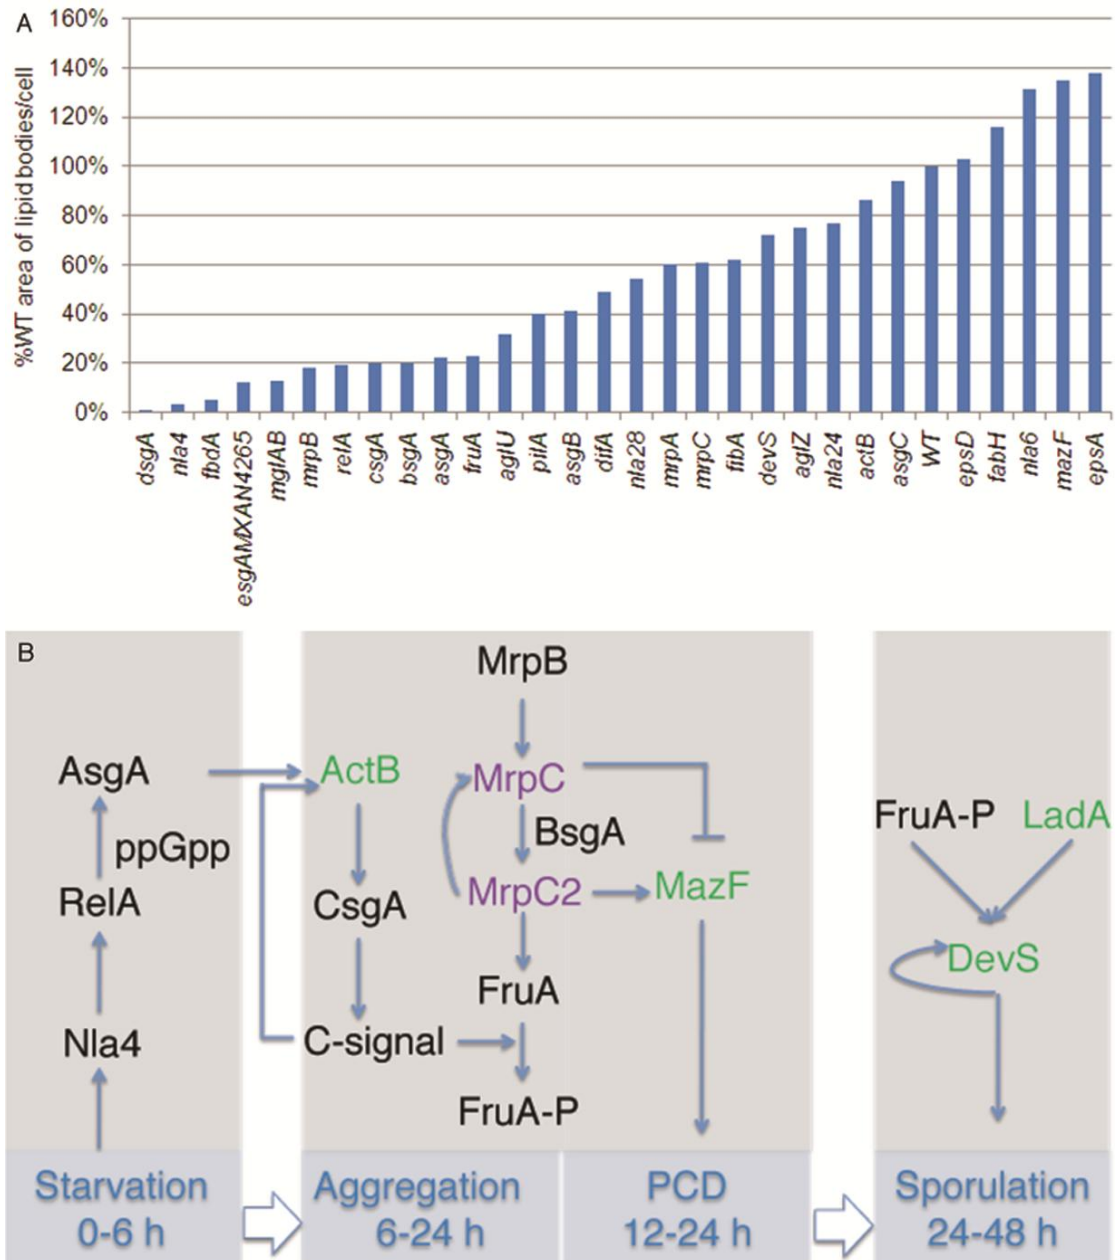 A
%WT area of lipid bodies/cell
160%
140%
120%
100%
80%
60%
40%
20%
0%
dsgA
nla4
fbdA
esgAMXAN4265
mglAB
mrpB
relA
csgA
bsgA
asgA
fruA
aglU
pilA
asgB
difA
nla28
mrpA
mrpC
fibA
devS
aglZ
nla24
actB
asgC
WT
epsD
fabH
nla6
mazF
epsA
B
AsgA
ppGpp
RelA
Nla4
Starvation
0-6 h
ActB
CsgA
C-signal
MrpB
MrpC
BsgA
MrpC2
FruA
FruA-P
Aggregation
6-24 h
MazF
PCD
12-24 h
FruA-P
LadA
DevS
Sporulation
24-48 h